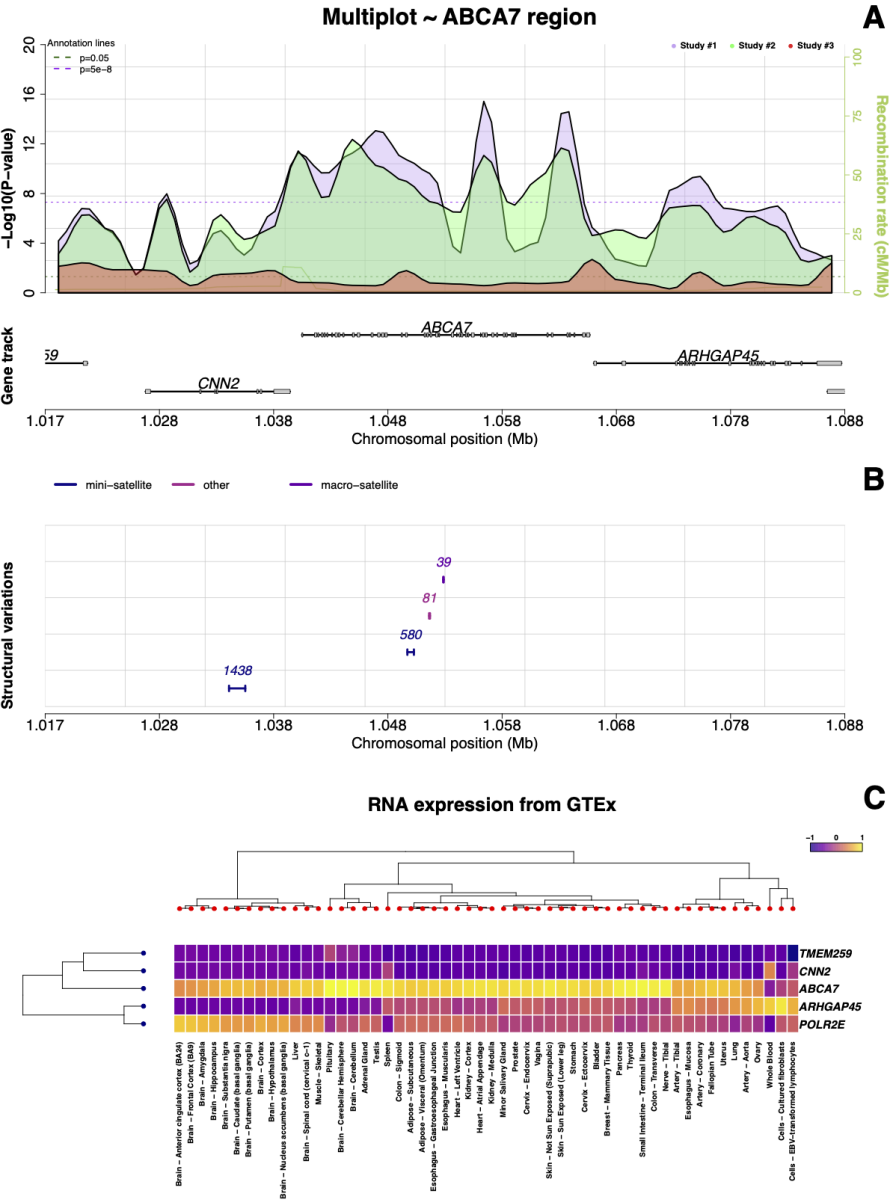 Multiplot ~ ABCA7 region
A
Annotation lines
p=0.05
p=5e−8
Study #1 Study #2 Study #3
20
16
12
8
4
0
−Log10(P−value)
100
75
50
25
0
Recombination rate (cM/Mb)
Gene track
59
CNN2
ABCA7
ARHGAP45
1.017 1.028 1.038 1.048 1.058 1.068 1.078 1.088
Chromosomal position (Mb)
B
mini−satellite other macro−satellite
Structural variations
39
81
580
1438
1.017 1.028 1.038 1.048 1.058 1.068 1.078 1.088
Chromosomal position (Mb)
C
RNA expression from GTEx
−1 0 1
TMEM259
CNN2
ABCA7
ARHGAP45
POLR2E
Brain − Anterior cingulate cortex (BA24)
Brain − Frontal Cortex (BA9)
Brain − Amygdala
Brain − Hippocampus
Brain − Substantia nigra
Brain − Caudate (basal ganglia)
Brain − Putamen (basal ganglia)
Brain − Cortex
Brain − Hypothalamus
Brain − Nucleus accumbens (basal ganglia)
Liver
Brain − Spinal cord (cervical c−1)
Muscle − Skeletal
Pituitary
Brain − Cerebellar Hemisphere
Brain − Cerebellum
Adrenal Gland
Testis
Spleen
Colon − Sigmoid
Adipose − Subcutaneous
Adipose − Visceral (Omentum)
Esophagus − Gastroesophageal Junction
Esophagus − Muscularis
Heart − Left Ventricle
Kidney − Cortex
Heart − Atrial Appendage
Kidney − Medulla
Minor Salivary Gland
Prostate
Cervix − Endocervix
Vagina
Skin − Not Sun Exposed (Suprapubic)
Skin − Sun Exposed (Lower leg)
Stomach
Cervix − Ectocervix
Bladder
Breast − Mammary Tissue
Pancreas
Thyroid
Small Intestine − Terminal Ileum
Colon − Transverse
Nerve − Tibial
Artery − Tibial
Esophagus − Mucosa
Artery − Coronary
Fallopian Tube
Uterus
Lung
Artery − Aorta
Ovary
Whole Blood
Cells − Cultured fibroblasts
Cells − EBV−transformed lymphocytes